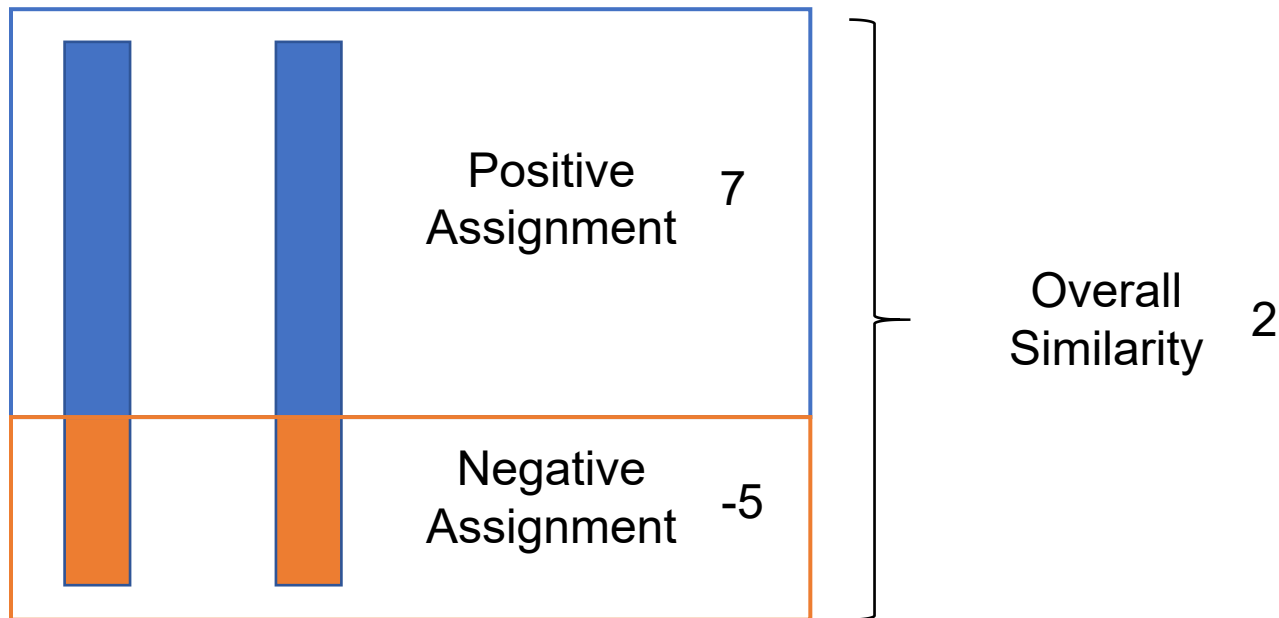 Positive
Assignment
7
Overall
Similarity
2
Negative
Assignment
-5